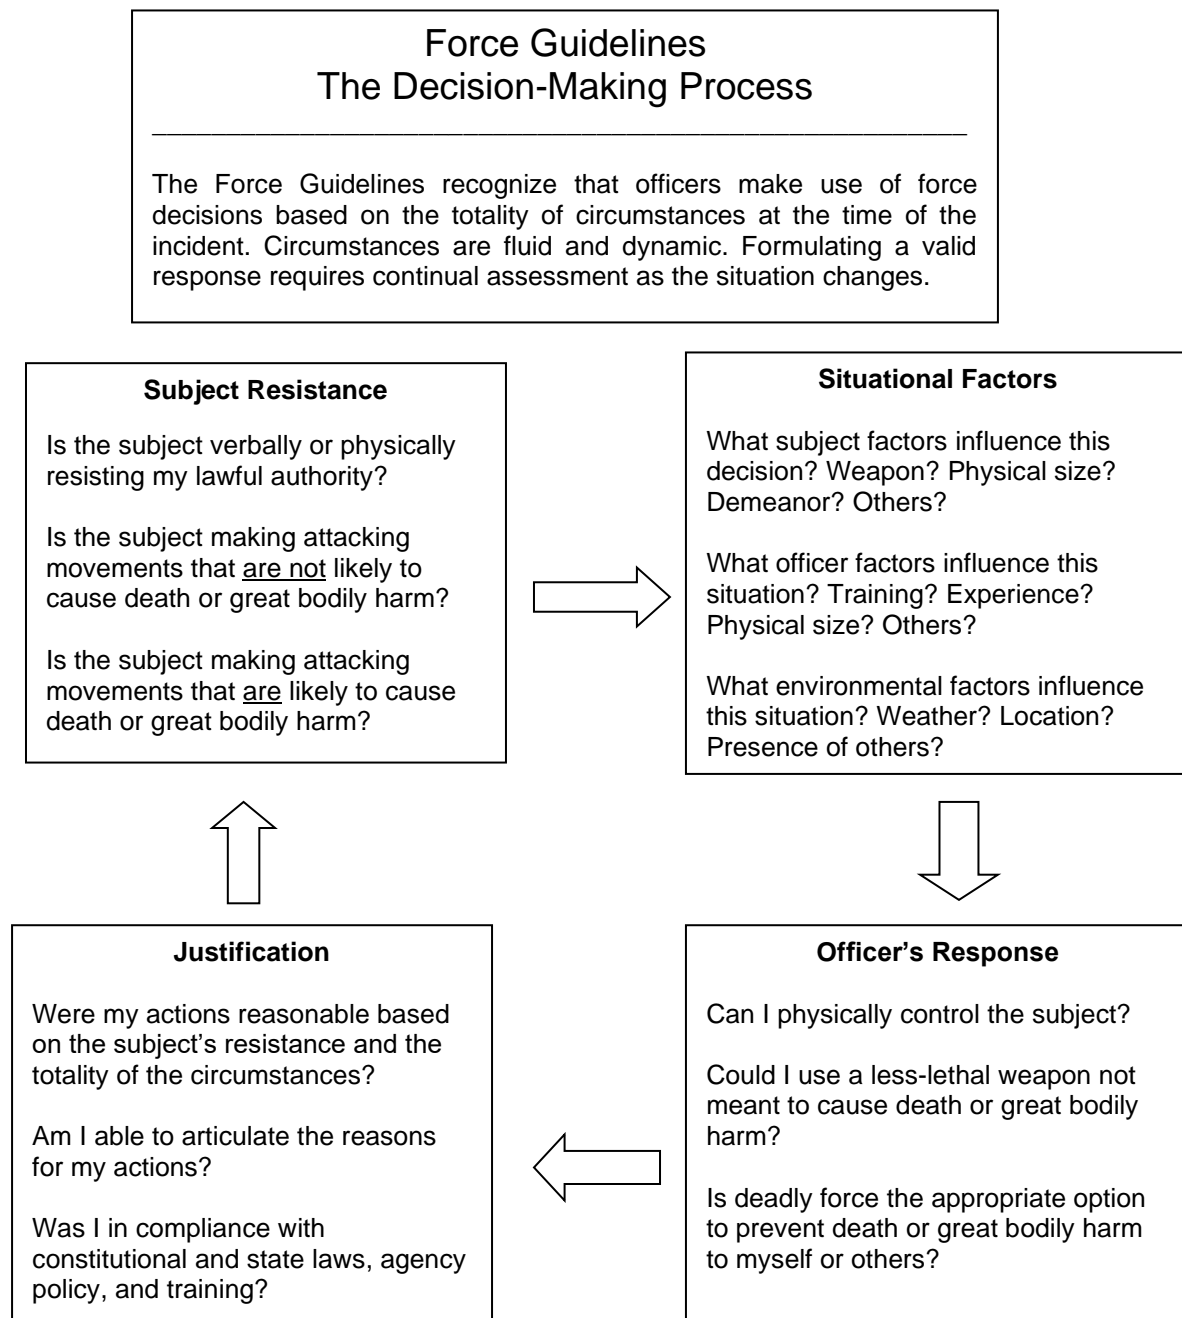 Force Guidelines
The Decision-Making Process
The Force Guidelines recognize that officers make use of force
decisions based on the totality of circumstances at the time of the
incident. Circumstances are fluid and dynamic. Formulating a valid
response requires continual assessment as the situation changes.
Subject Resistance
Is the subject verbally or physically
resisting my lawful authority?
Is the subject making attacking
movements that are not likely to
cause death or great bodily harm?
Is the subject making attacking
movements that are likely to cause
death or great bodily harm?
Situational Factors
What subject factors influence this
decision? Weapon? Physical size?
Demeanor? Others?
What officer factors influence this
situation? Training? Experience?
Physical size? Others?
What environmental factors influence
this situation? Weather? Location?
Presence of others?
Justification
Were my actions reasonable based
on the subject's resistance and the
totality of the circumstances?
Am I able to articulate the reasons
for my actions?
Was I in compliance with
constitutional and state laws, agency
policy, and training?
Officer's Response
Can I physically control the subject?
Could I use a less-lethal weapon not
meant to cause death or great bodily
harm?
Is deadly force the appropriate option
to prevent death or great bodily harm
to myself or others?